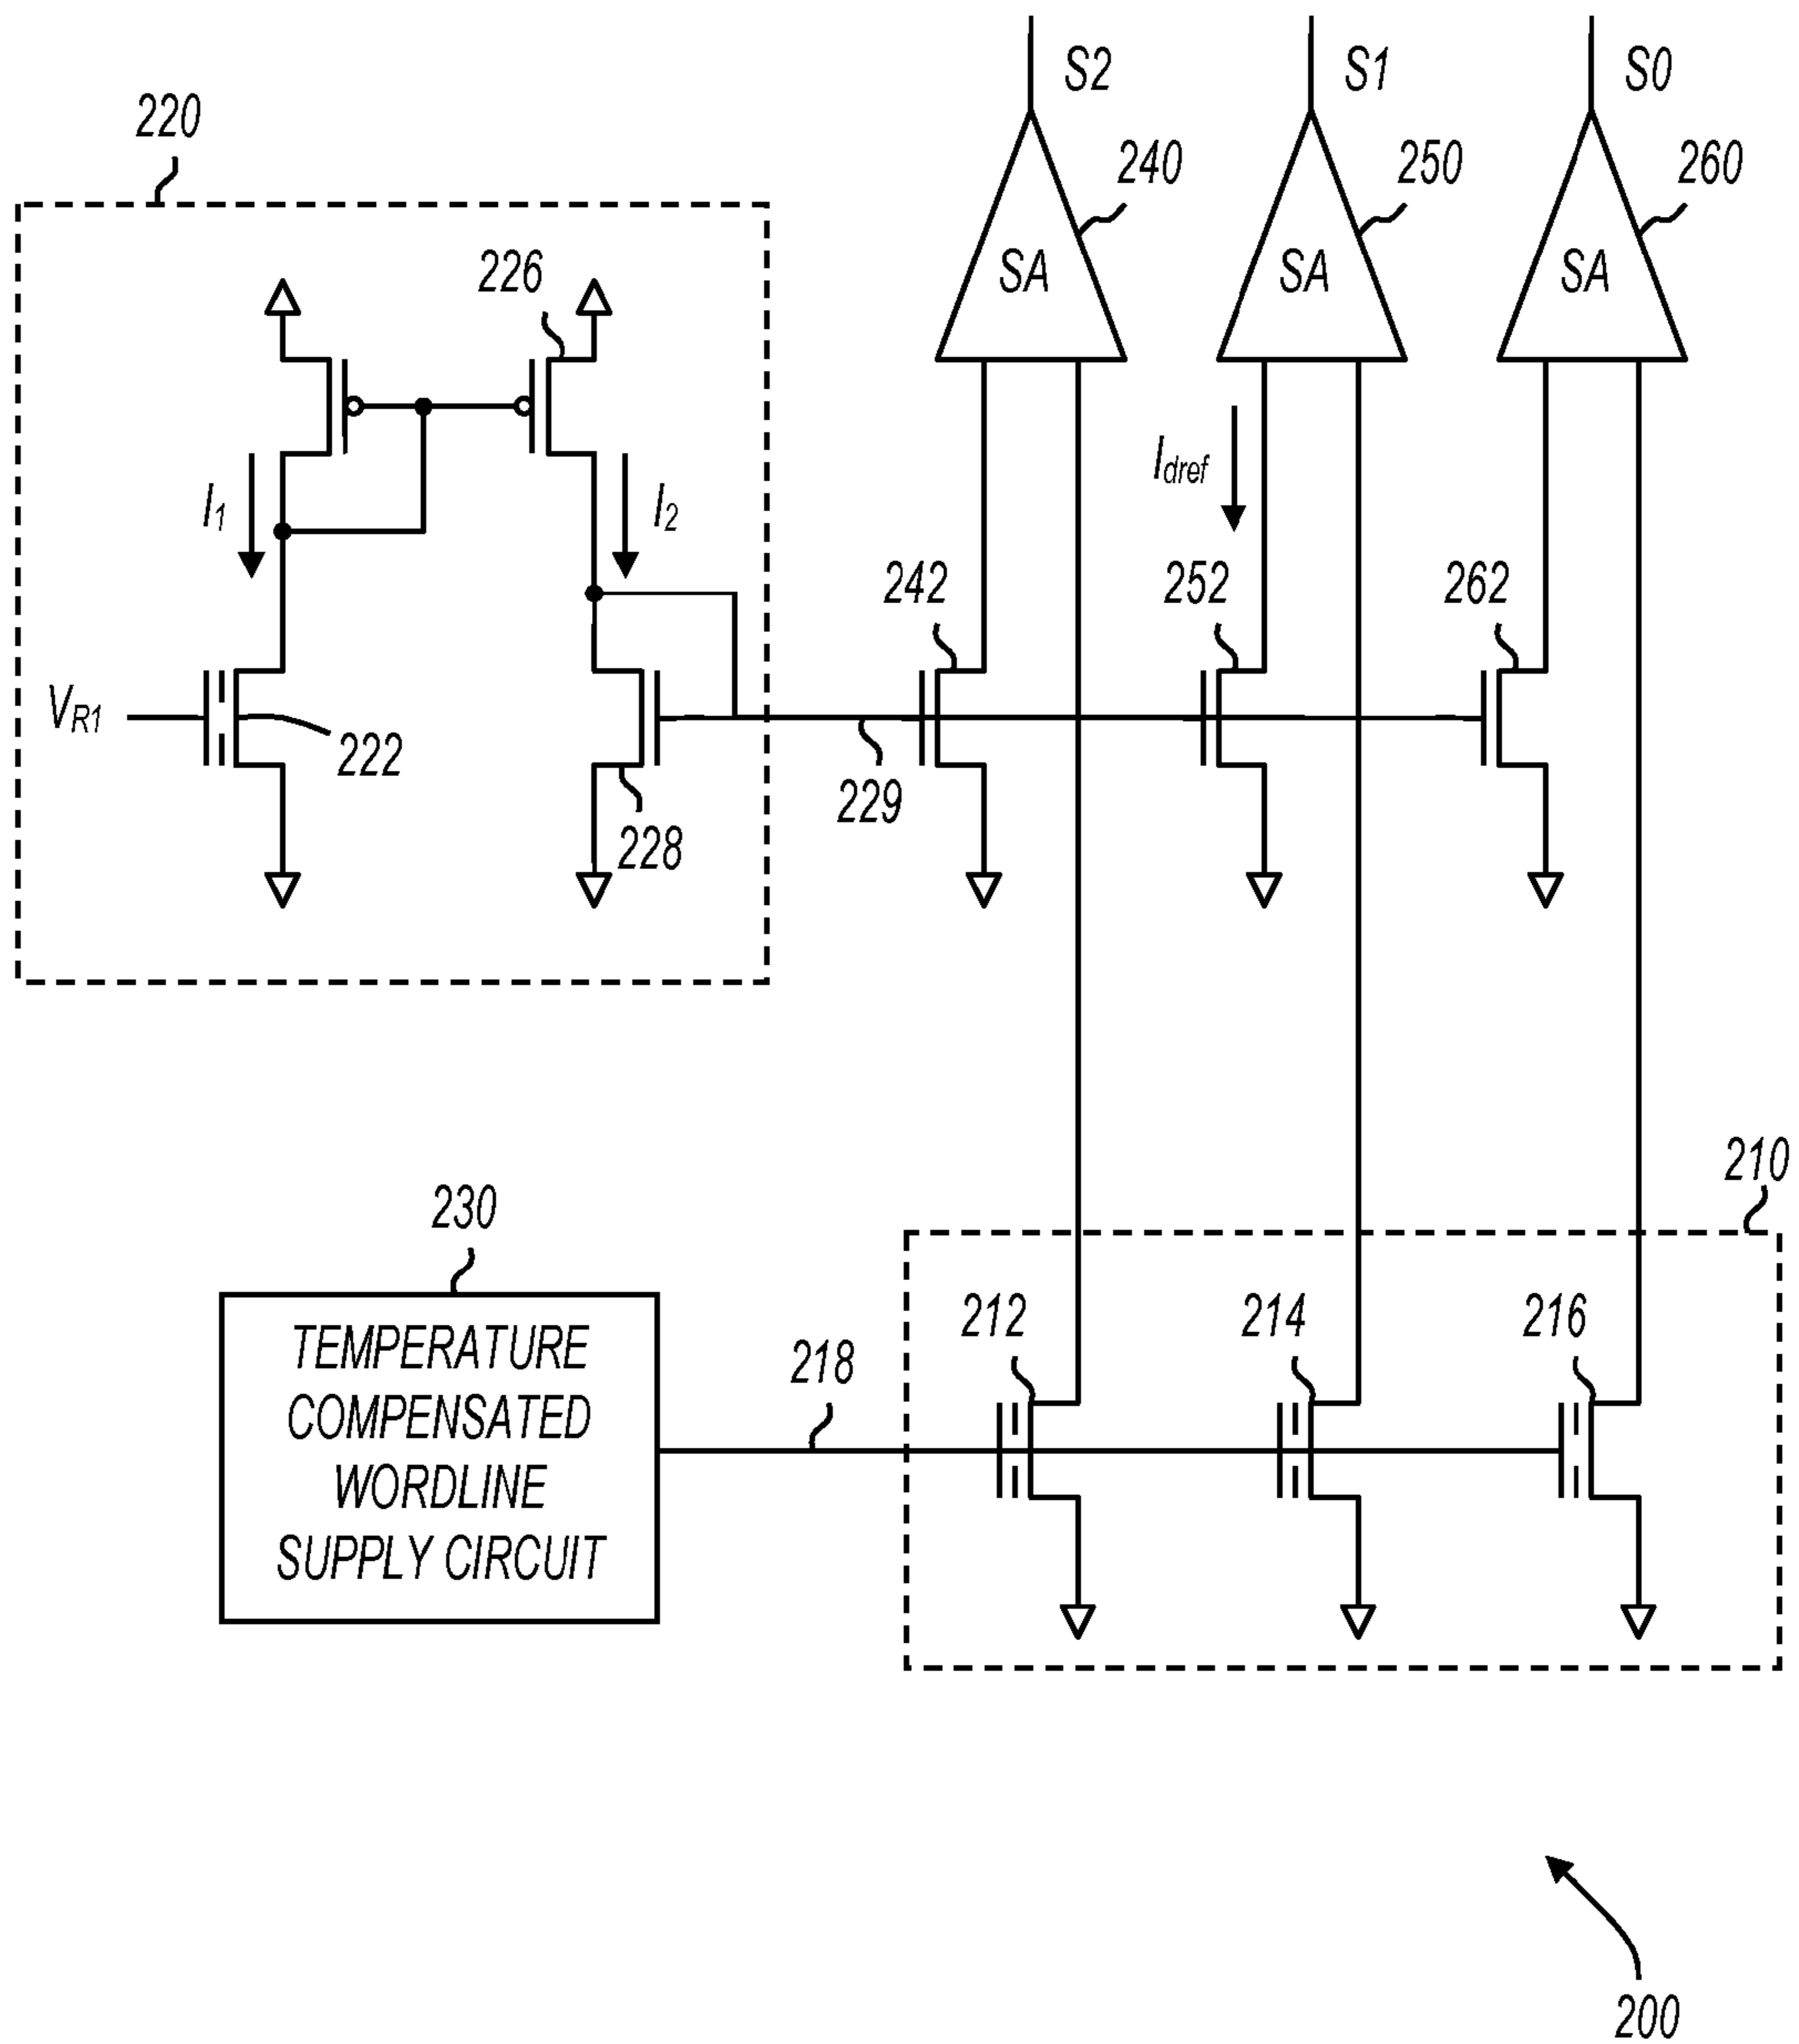 S2
S1
S0
220
240
250
260
226
SA
SA
SA
I1
I2
Idref
242
252
262
VR1
222
229
228
210
230
212
214
216
TEMPERATURE
COMPENSATED
WORDLINE
SUPPLY CIRCUIT
218
200